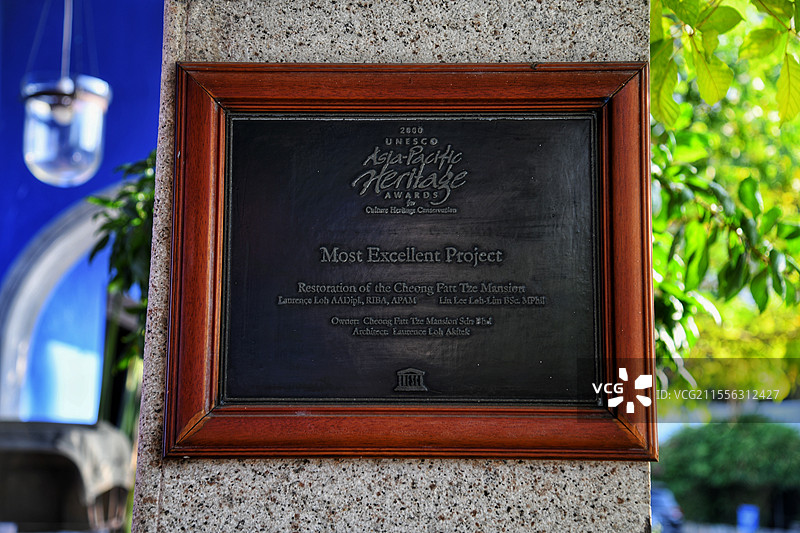 2000
UNESCO
Asia-Pacific
Heritage
AWARDS
for
Culture Heritage Conservation
Most Excellent Project
Restoration of the Cheong Fatt Tze Mansion
Laurence Loh AADipl, RIBA, APAM Lin Lee Loh-Lim BSc. MPhil
Owner: Cheong Fatt Tze Mansion Sdn Bhd
Architect: Laurence Loh Akitek
VCG
ID: VCG211556312427